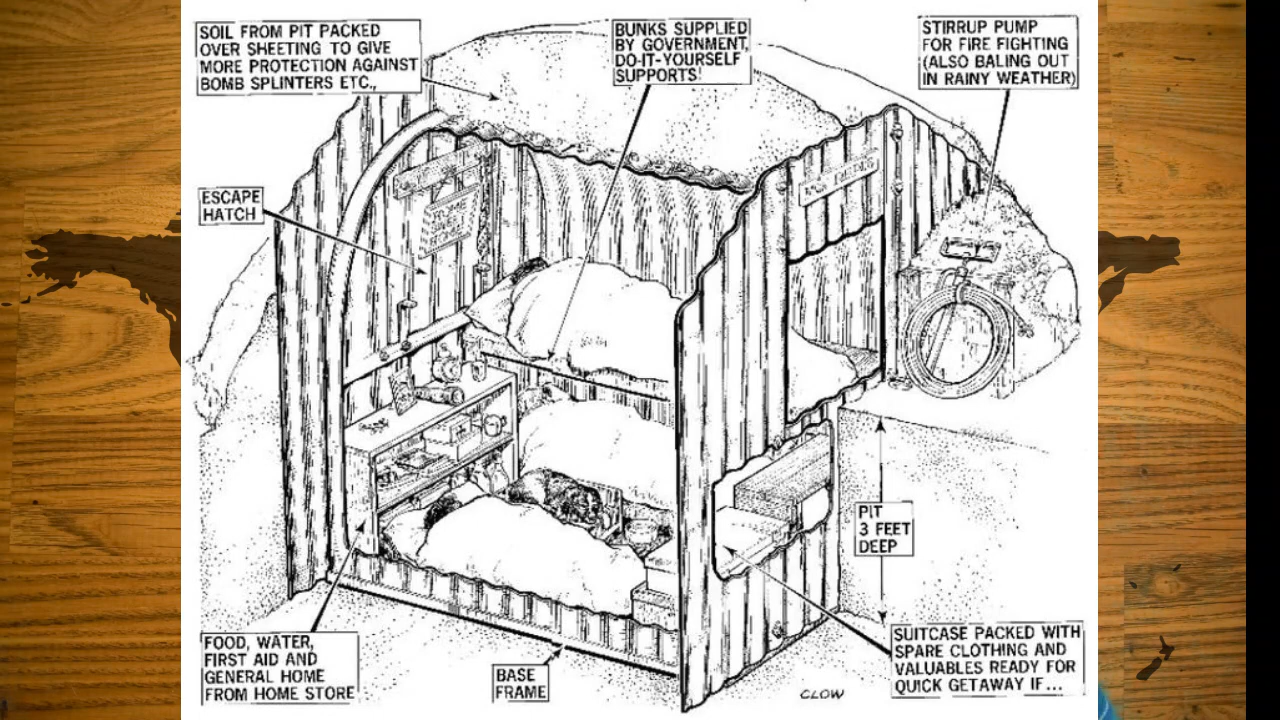 SOIL FROM PIT PACKED
OVER SHEETING TO GIVE
MORE PROTECTION AGAINST
BOMB SPLINTERS ETC.,
BUNKS SUPPLIED
BY GOVERNMENT,
DO-IT-YOURSELF
SUPPORTS!
STIRRUP PUMP
FOR FIRE FIGHTING
(ALSO BALING OUT
IN RAINY WEATHER)
ESCAPE
HATCH
HOME
PIT
3 FEET
DEEP
FOOD, WATER,
FIRST AID AND
GENERAL HOME
FROM HOME STORE
BASE
FRAME
SUITCASE PACKED WITH
SPARE CLOTHING AND
VALUABLES READY FOR
QUICK GETAWAY IF...
CLOW